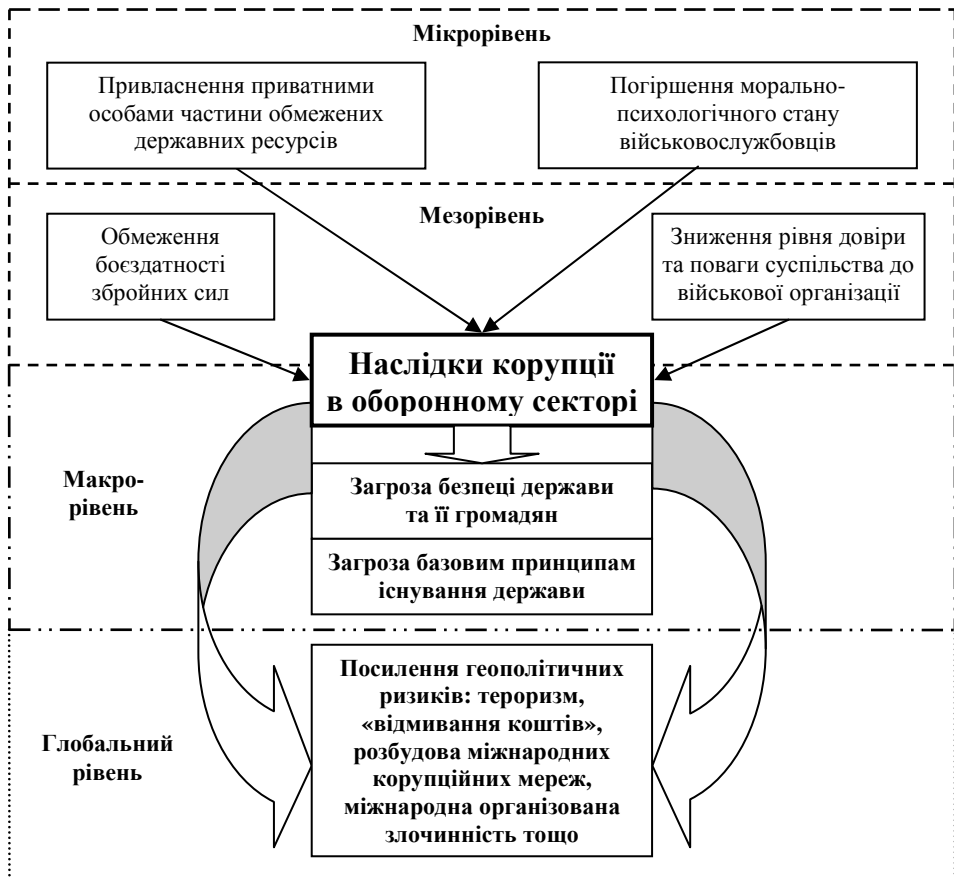 Мікрорівень
Привласнення приватними
особами частини обмежених
державних ресурсів
Погіршення морально-
психологічного стану
військовослужбовців
Мезорівень
Обмеження
боєздатності
збройних сил
Зниження рівня довіри
та поваги суспільства до
військової організації
Наслідки корупції
в оборонному секторі
Макро-
рівень
Загроза безпеці держави
та її громадян
Загроза базовим принципам
існування держави
Глобальний
рівень
Посилення геополітичних
ризиків: тероризм,
«відмивання коштів»,
розбудова міжнародних
корупційних мереж,
міжнародна організована
злочинність тощо